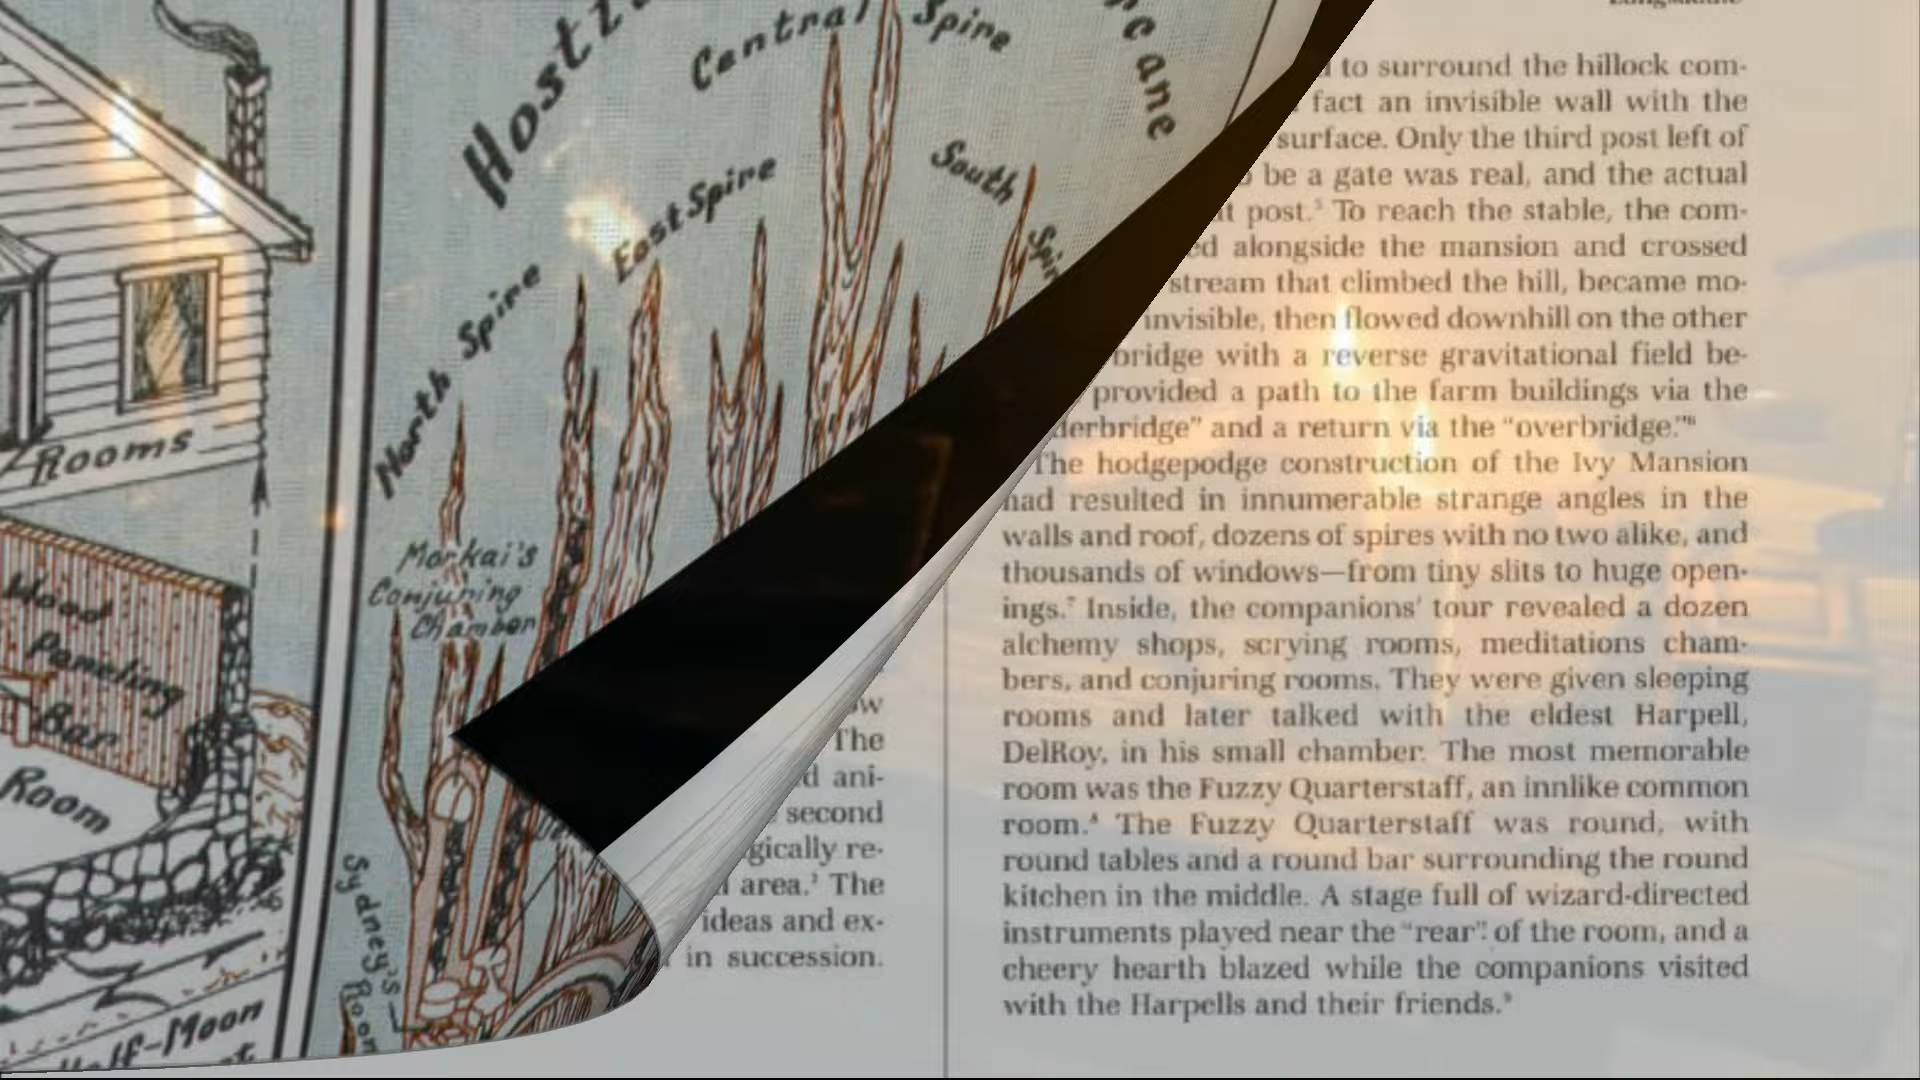 Hosttower
Central Spire
Arcane
South Spire
East Spire
North Spire
Rooms
Morkai's
Conjuring
Chamber
Wood
Paneling
Bar
Room
Sydney's
Room
Half-Moon
The
ani-
second
gically re-
area.³ The
ideas and ex-
in succession.
to surround the hillock com-
fact an invisible wall with the
surface. Only the third post left of
be a gate was real, and the actual
post.⁵ To reach the stable, the com-
alongside the mansion and crossed
stream that climbed the hill, became mo-
invisible, then flowed downhill on the other
bridge with a reverse gravitational field be-
provided a path to the farm buildings via the
derbridge” and a return via the “overbridge.”⁶
The hodgepodge construction of the Ivy Mansion
had resulted in innumerable strange angles in the
walls and roof, dozens of spires with no two alike, and
thousands of windows—from tiny slits to huge open-
ings.⁷ Inside, the companions' tour revealed a dozen
alchemy shops, scrying rooms, meditations cham-
bers, and conjuring rooms. They were given sleeping
rooms and later talked with the eldest Harpell,
DelRoy, in his small chamber. The most memorable
room was the Fuzzy Quarterstaff, an innlike common
room.⁸ The Fuzzy Quarterstaff was round, with
round tables and a round bar surrounding the round
kitchen in the middle. A stage full of wizard-directed
instruments played near the “rear” of the room, and a
cheery hearth blazed while the companions visited
with the Harpells and their friends.⁹